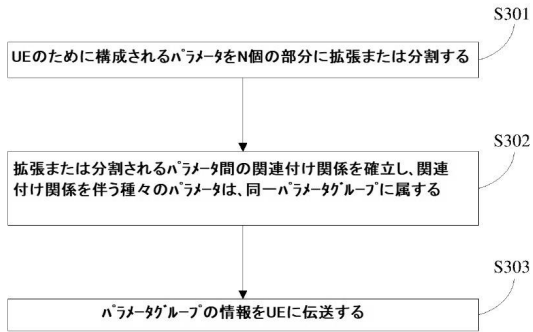 S301
UEのために構成されるパラメータをN個の部分に拡張または分割する
S302
拡張または分割されるパラメータ間の関連付け関係を確立し、関連
付け関係を伴う種々のパラメータは、同一パラメータグループに属する
S303
パラメータグループの情報をUEに伝送する